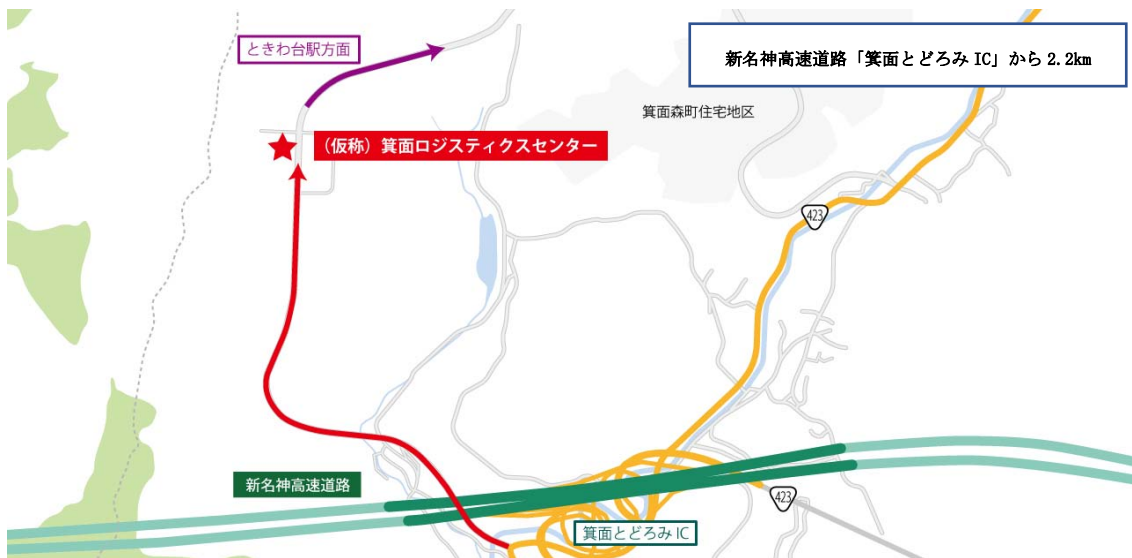 ときわ台駅方面
新名神高速道路「箕面とどろみ IC」から 2.2km
箕面森町住宅地区
（仮称）箕面ロジスティクスセンター
423
新名神高速道路
423
箕面とどろみ IC